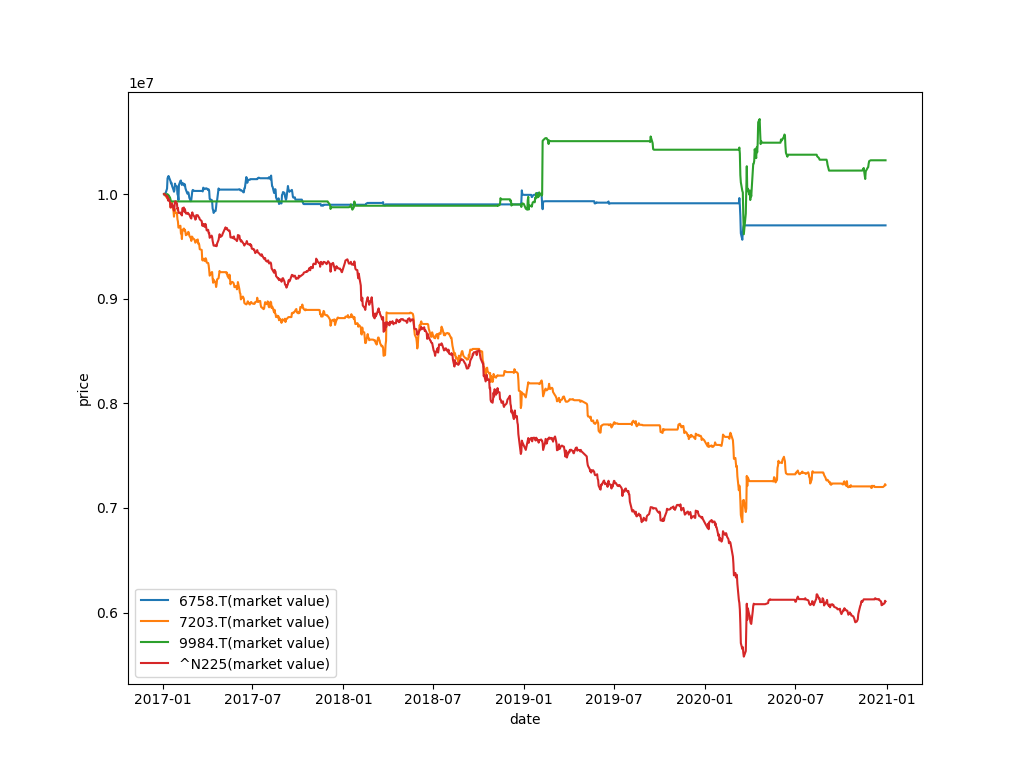 1e7
price
1.0
0.9
0.8
0.7
0.6
6758.T(market value)
7203.T(market value)
9984.T(market value)
^N225(market value)
2017-01 2017-07 2018-01 2018-07 2019-01 2019-07 2020-01 2020-07 2021-01
date